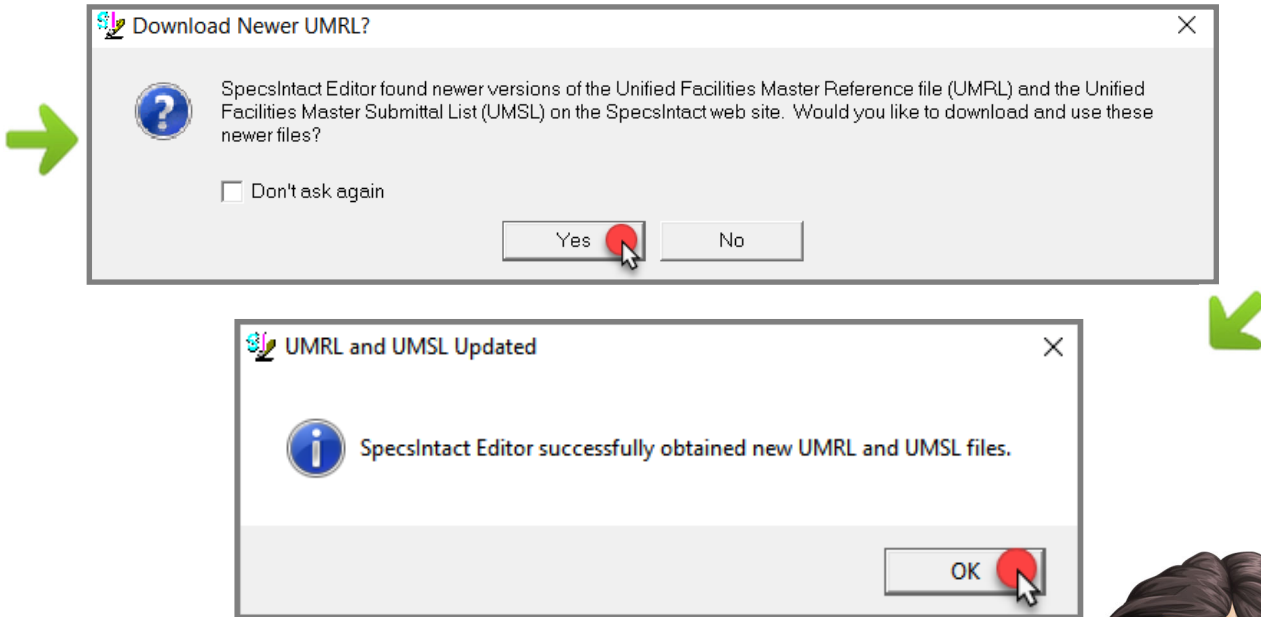 Download Newer UMRL?
SpecsIntact Editor found newer versions of the Unified Facilities Master Reference file (UMRL) and the Unified
Facilities Master Submittal List (UMSL) on the SpecsIntact web site. Would you like to download and use these
newer files?
Don't ask again
Yes No
UMRL and UMSL Updated
SpecsIntact Editor successfully obtained new UMRL and UMSL files.
OK